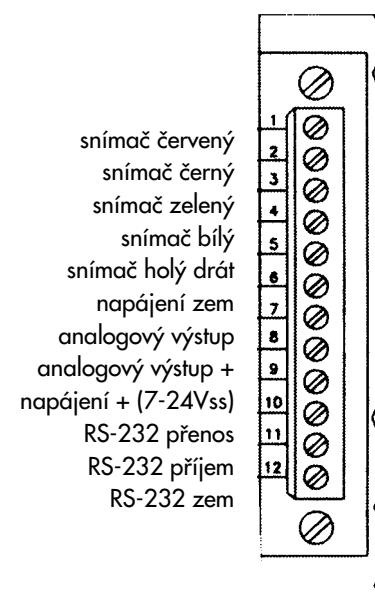 1
snímač červený
2
snímač černý
3
snímač zelený
4
snímač bílý
5
snímač holý drát
6
napájení zem
7
analogový výstup
8
analogový výstup +
9
napájení + (7-24Vss)
10
RS-232 přenos
11
RS-232 příjem
12
RS-232 zem